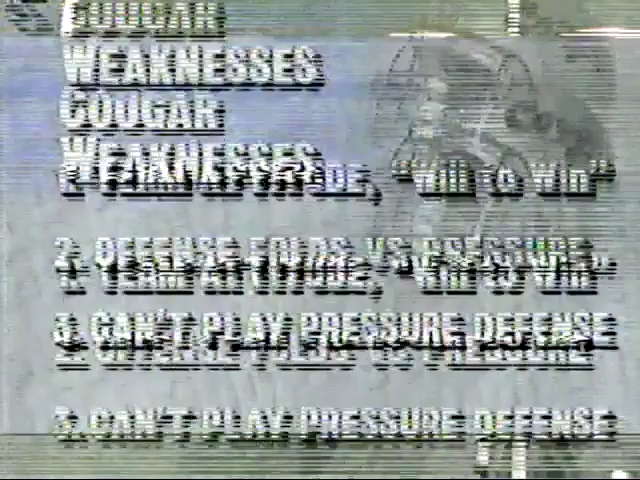 COUGAR
WEAKNESSES
COUGAR
WEAKNESSES
1. TEAM ATTITUDE, "Will to Win"
2. OFFENSE FOLDS VS PRESSURE
1. TEAM ATTITUDE, "Will to Win"
3. CAN'T PLAY PRESSURE DEFENSE
2. OFFENSE FOLDS VS PRESSURE
3. CAN'T PLAY PRESSURE DEFENSE